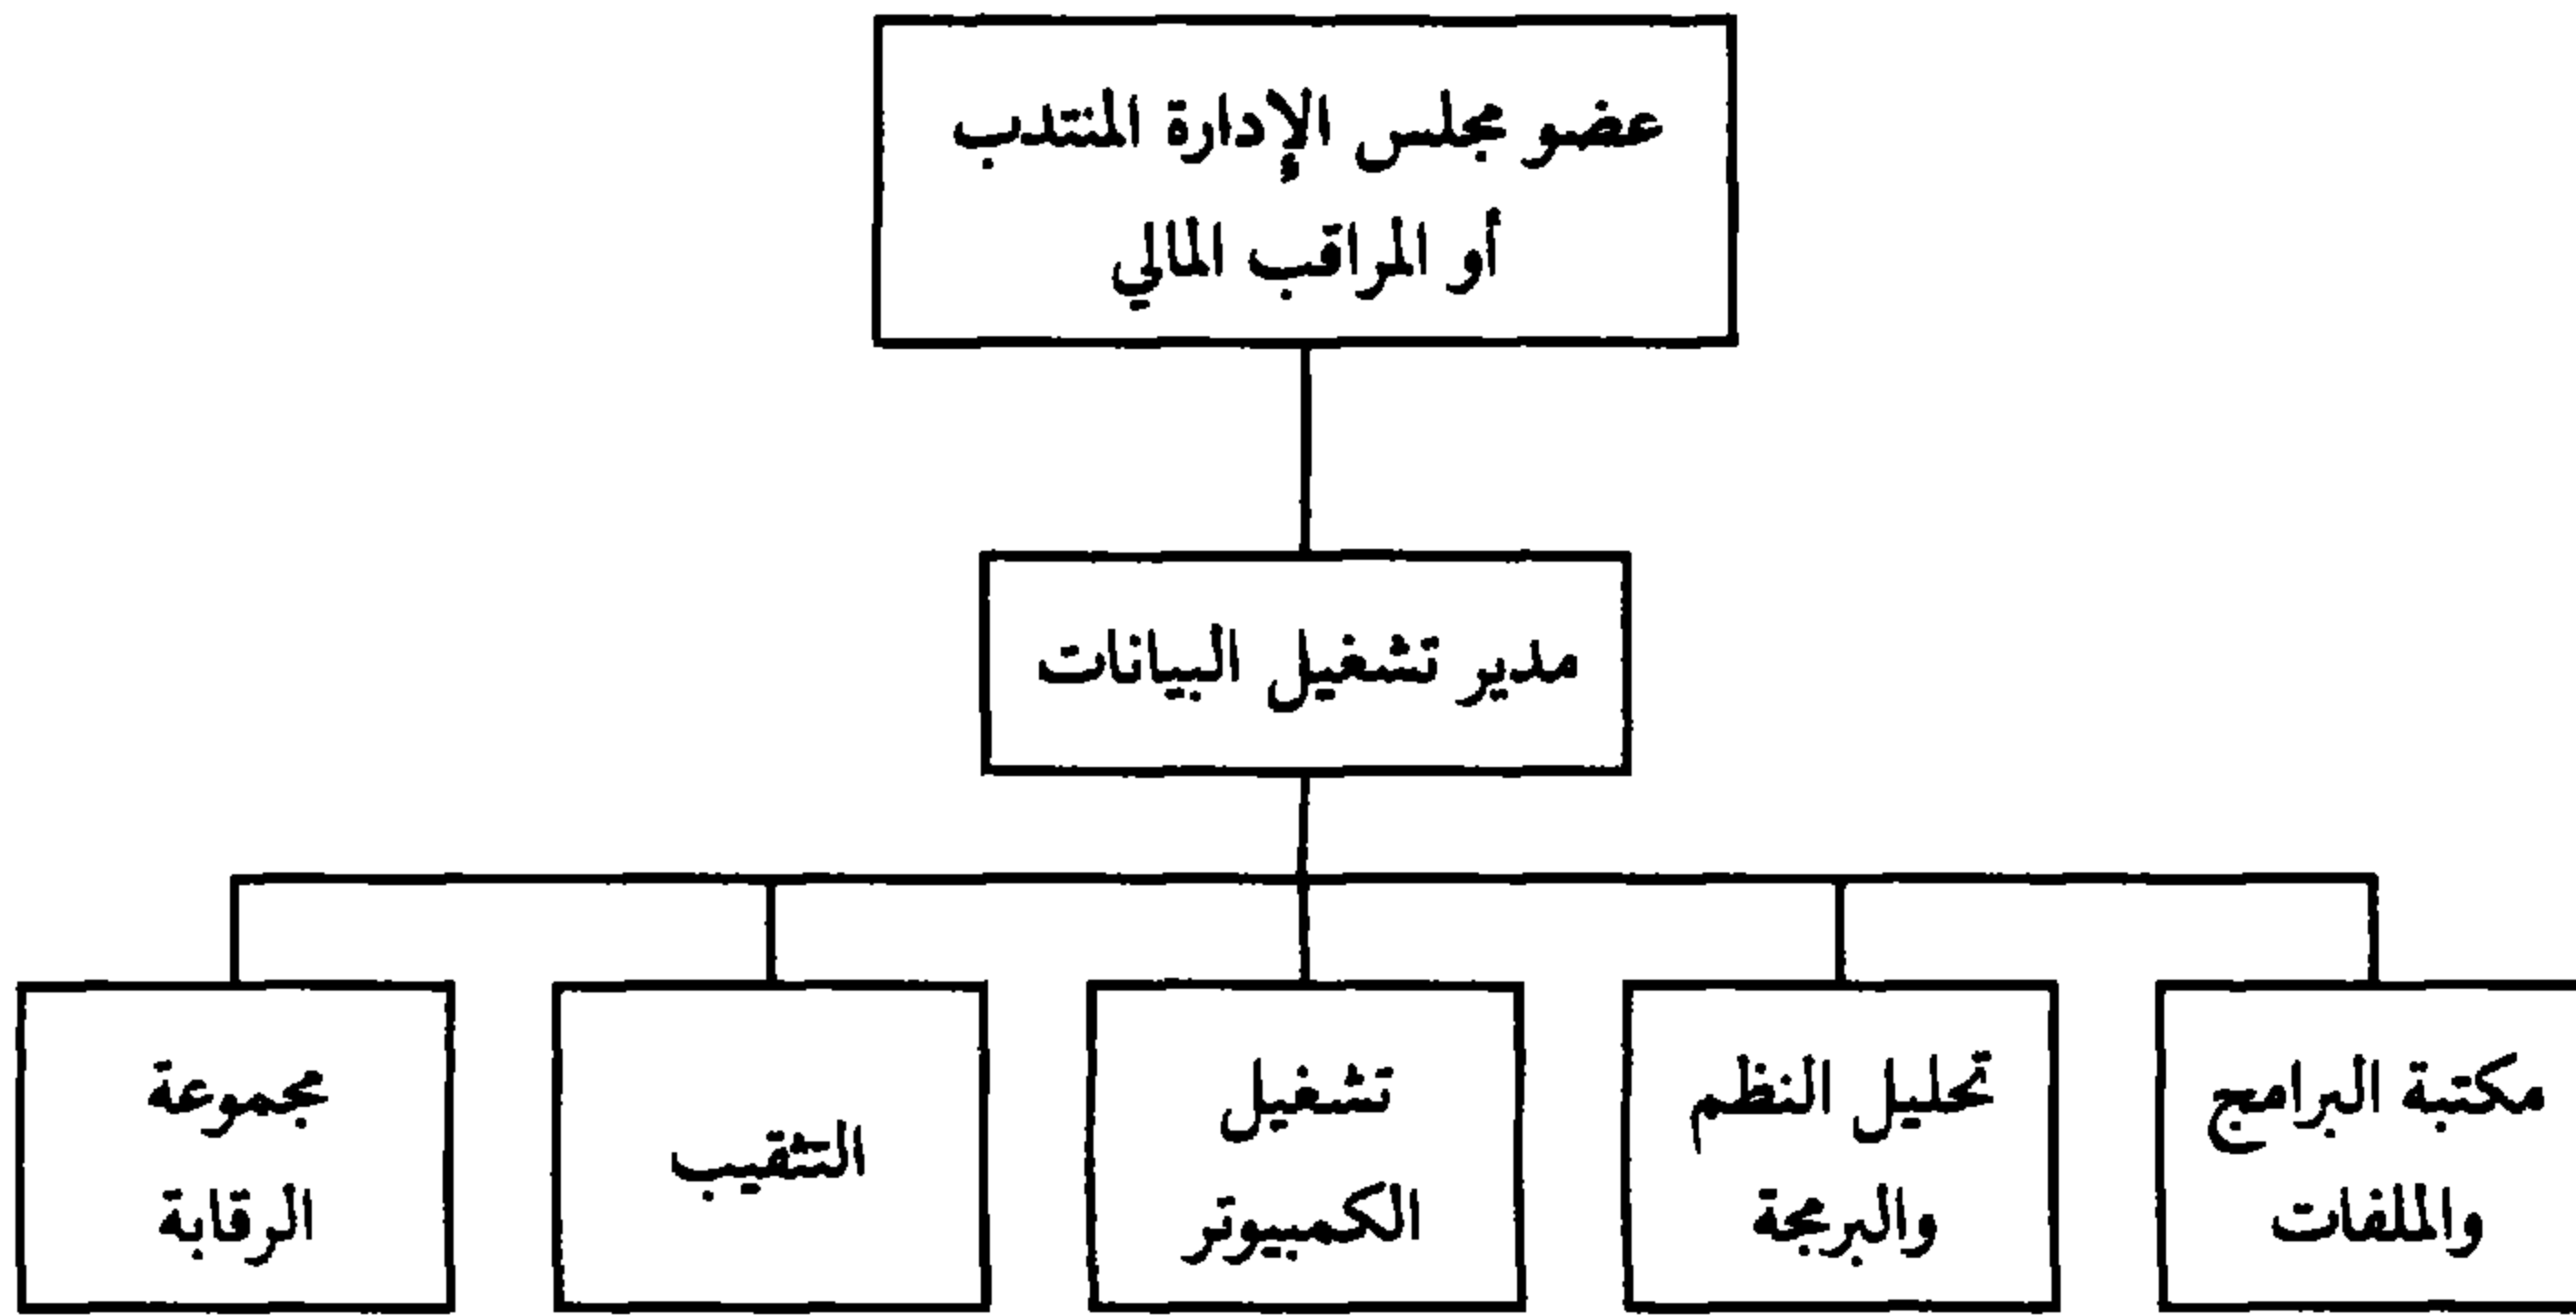 عضو مجلس الإدارة المنتدب
أو المراقب المالي
مدير تشغيل البيانات
مكتبة البرامج
والملفات
تحليل النظم
والبرمجة
تشغيل
الكمبيوتر
التثقيب
مجموعة
الرقابة